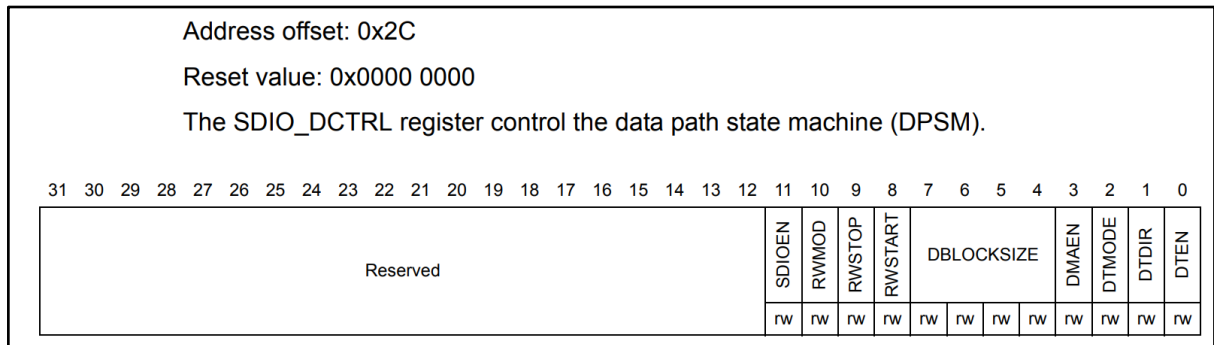 Address offset: 0x2C
Reset value: 0x0000 0000
The SDIO_DCTRL register control the data path state machine (DPSM).
31 30 29 28 27 26 25 24 23 22 21 20 19 18 17 16 15 14 13 12 11 10 9 8 7 6 5 4 3 2 1 0
Reserved SDIOEN RWMOD RWSTOP RWSTART DBLOCKSIZE DMAEN DTMODE DTDIR DTEN
rw rw rw rw rw rw rw rw rw rw rw rw